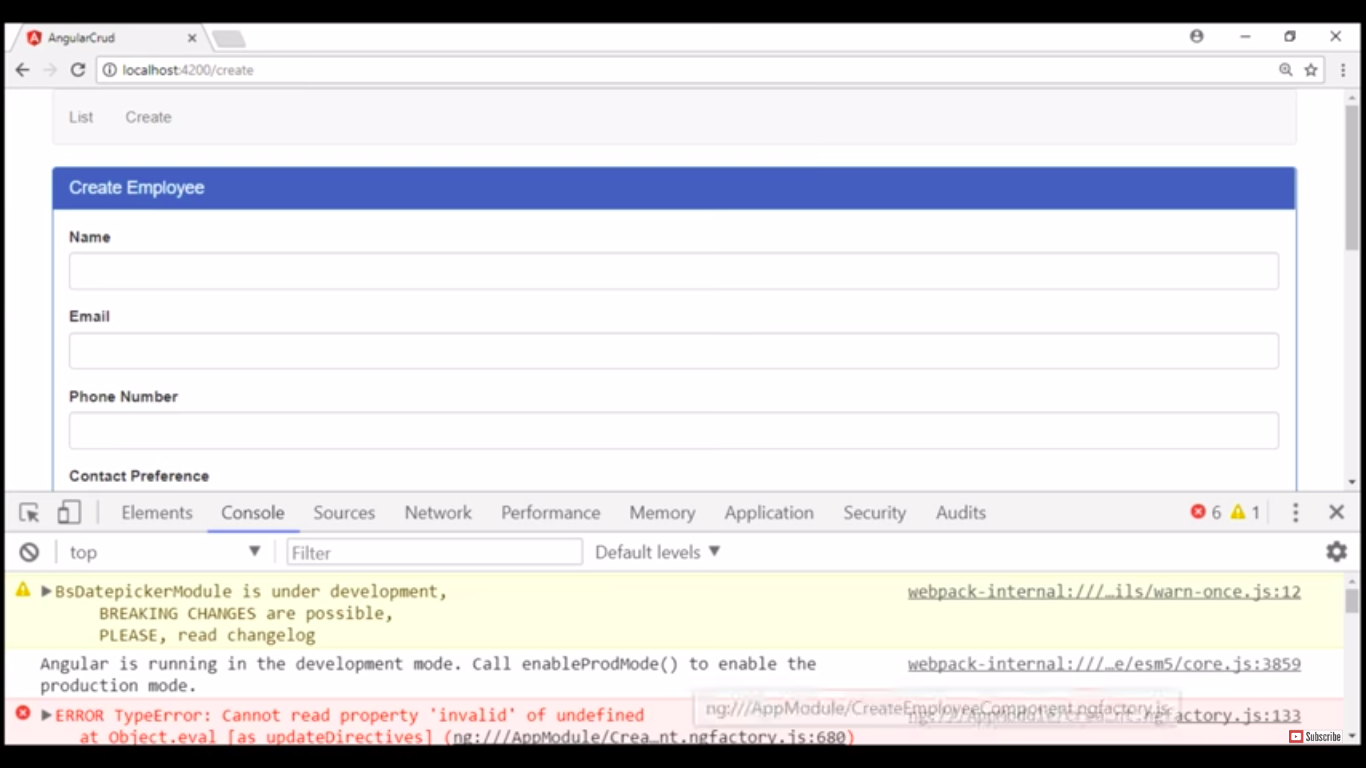 AngularCrud
localhost:4200/create
List Create
Create Employee
Name
Email
Phone Number
Contact Preference
Elements Console Sources Network Performance Memory Application Security Audits 6 1
top Filter Default levels
BsDatepickerModule is under development, webpack-internal:///…ils/warn-once.js:12
BREAKING CHANGES are possible,
PLEASE, read changelog
Angular is running in the development mode. Call enableProdMode() to enable the webpack-internal:///…e/esm5/core.js:3859
production mode.
ng:///AppModule/CreateEmployeeComponent.ngfactory.js
ERROR TypeError: Cannot read property 'invalid' of undefined ng:///AppModule/Crea…nt.ngfactory.js:133
at Object.eval [as updateDirectives] (ng:///AppModule/Crea…nt.ngfactory.js:680)
Subscribe